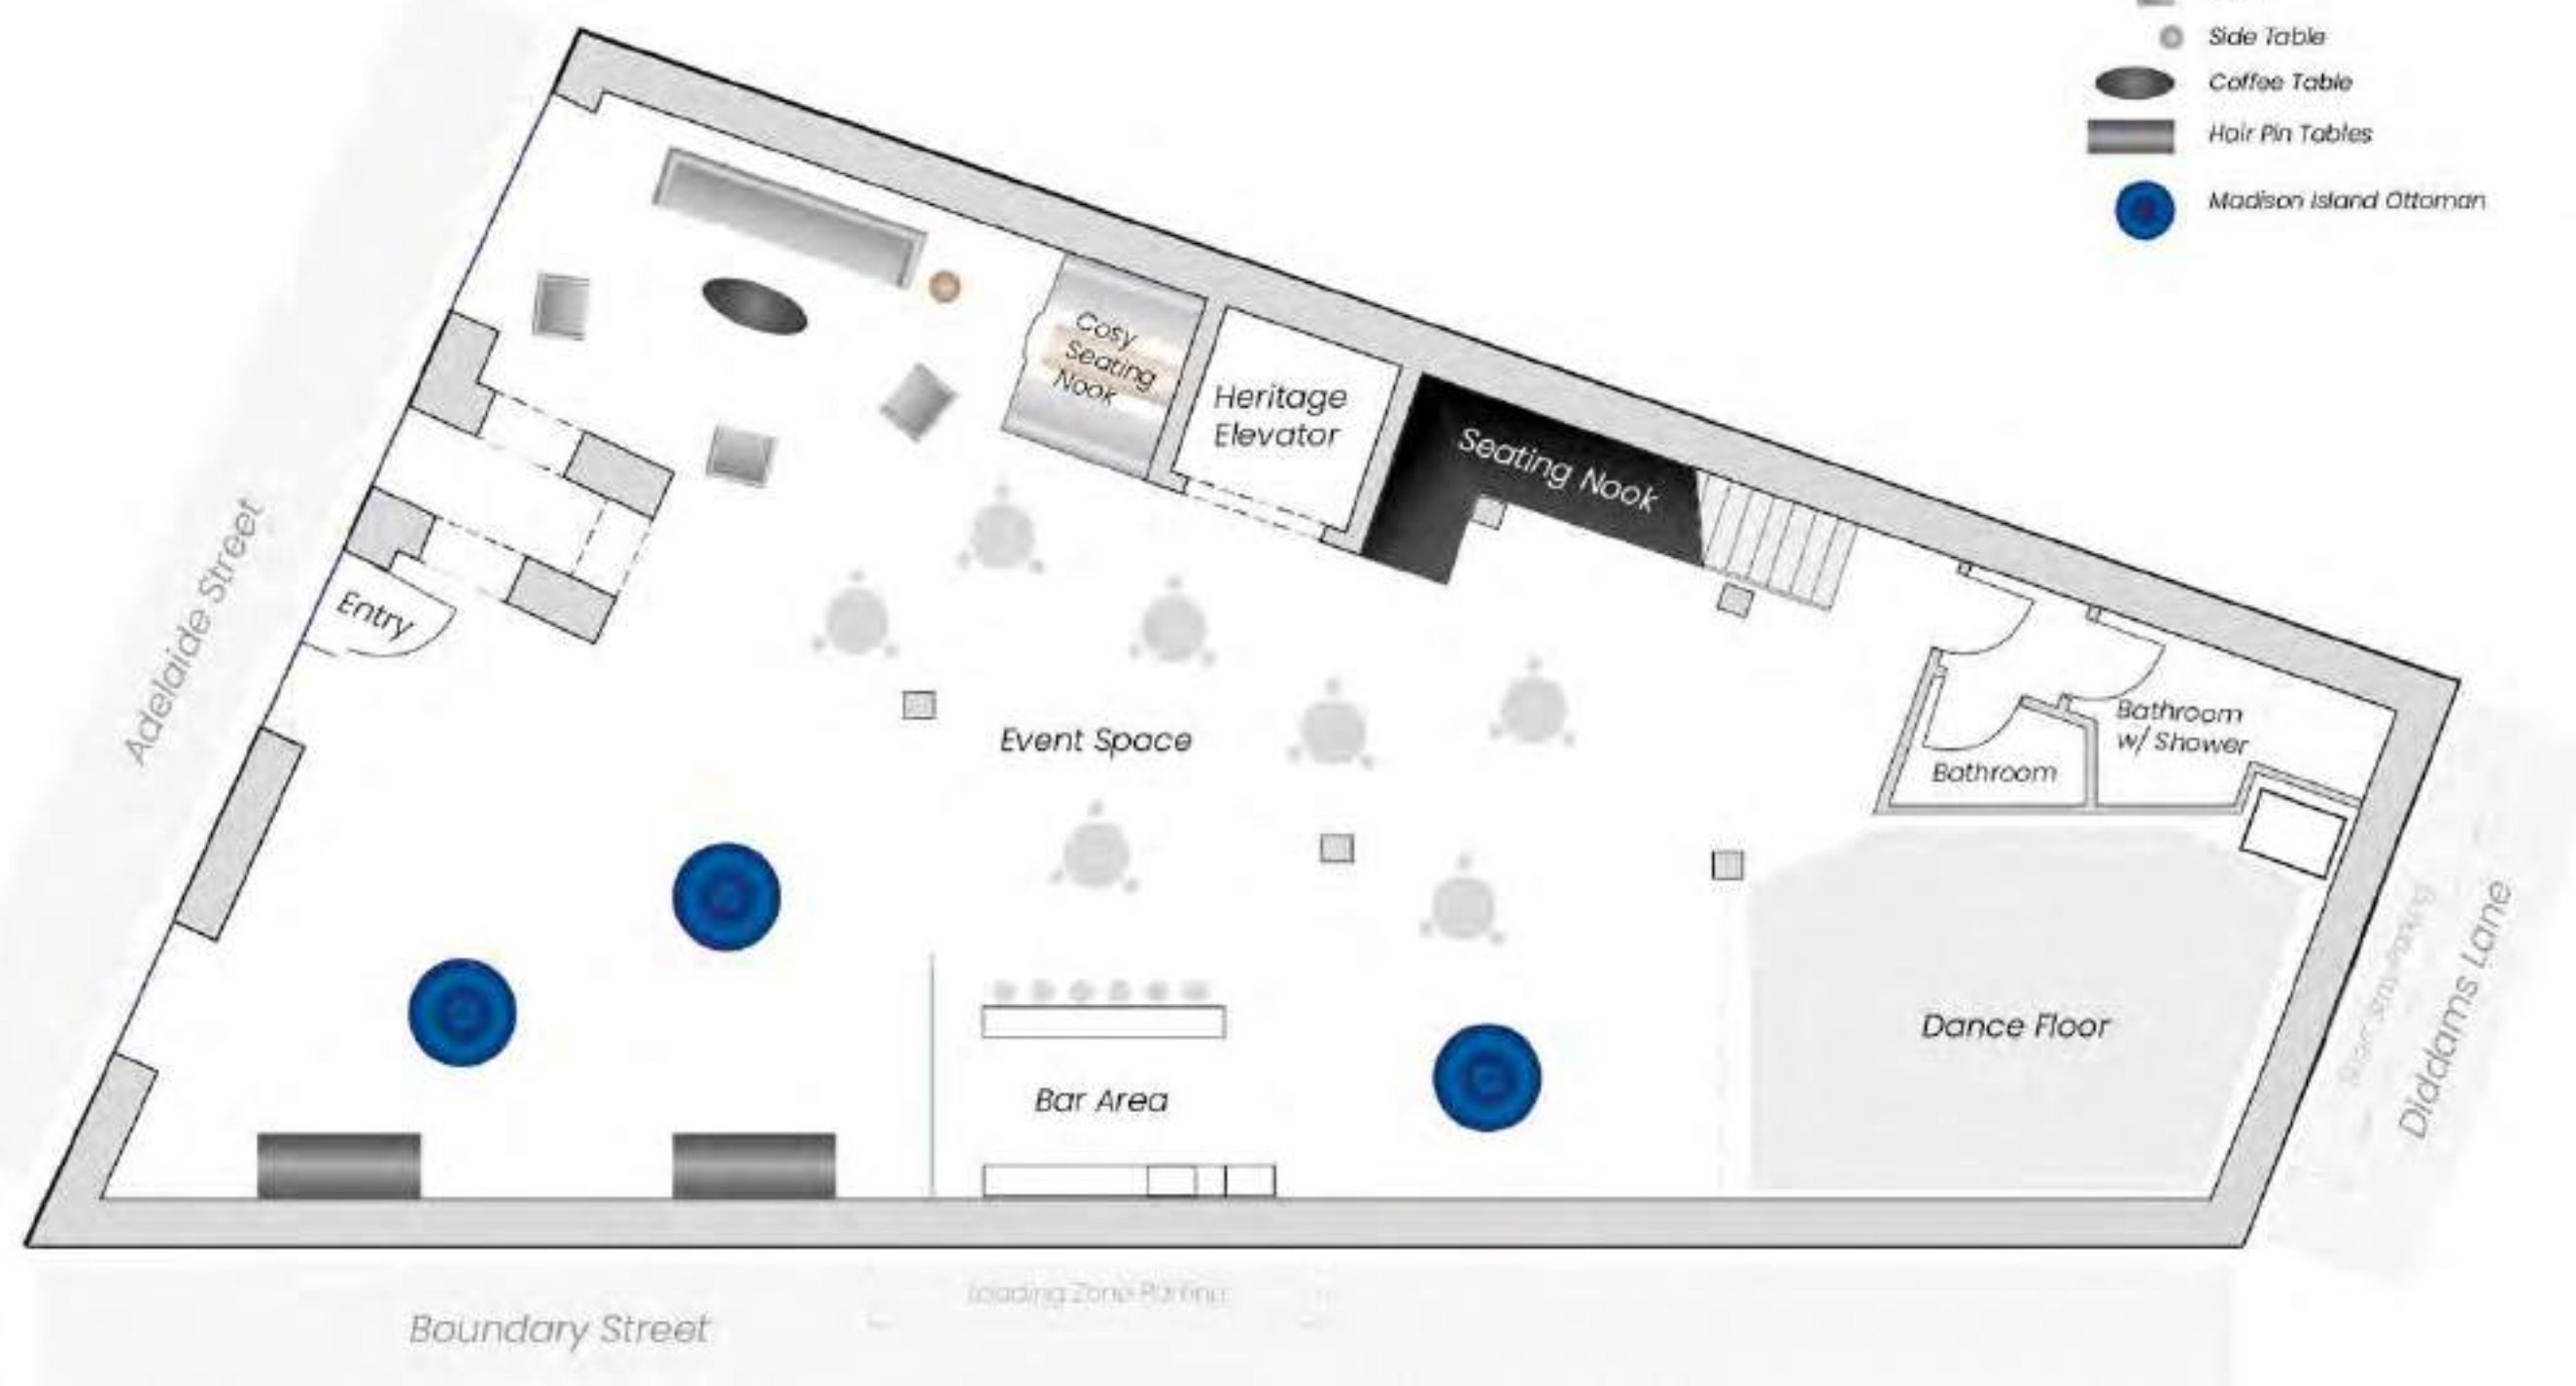 Side Table
Coffee Table
Hair Pin Tables
Madison Island Ottoman
Cosy
Seating
Nook
Heritage
Elevator
Seating Nook
Entry
Adelaide Street
Event Space
Bathroom
w/ Shower
Bathroom
Dance Floor
Bar Area
Diddams Lane
Loading Zone Parking
Boundary Street